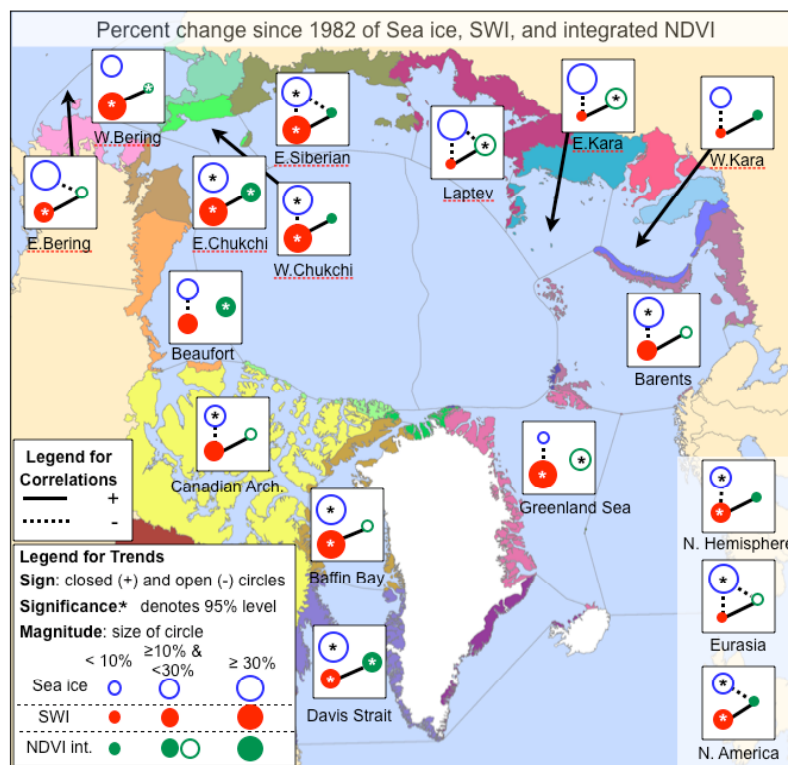 Percent change since 1982 of Sea ice, SWI, and integrated NDVI
W.Bering
E.Siberian
E.Kara
W.Kara
Laptev
E.Bering
E.Chukchi
W.Chukchi
Beaufort
Barents
Canadian Arch.
Greenland Sea
Baffin Bay
Davis Strait
N. Hemisphere
Eurasia
N. America
Legend for
Correlations
+
-
Legend for Trends
Sign: closed (+) and open (-) circles
Significance:* denotes 95% level
Magnitude: size of circle
< 10% ≥10% & <30% ≥ 30%
Sea ice
SWI
NDVI int.